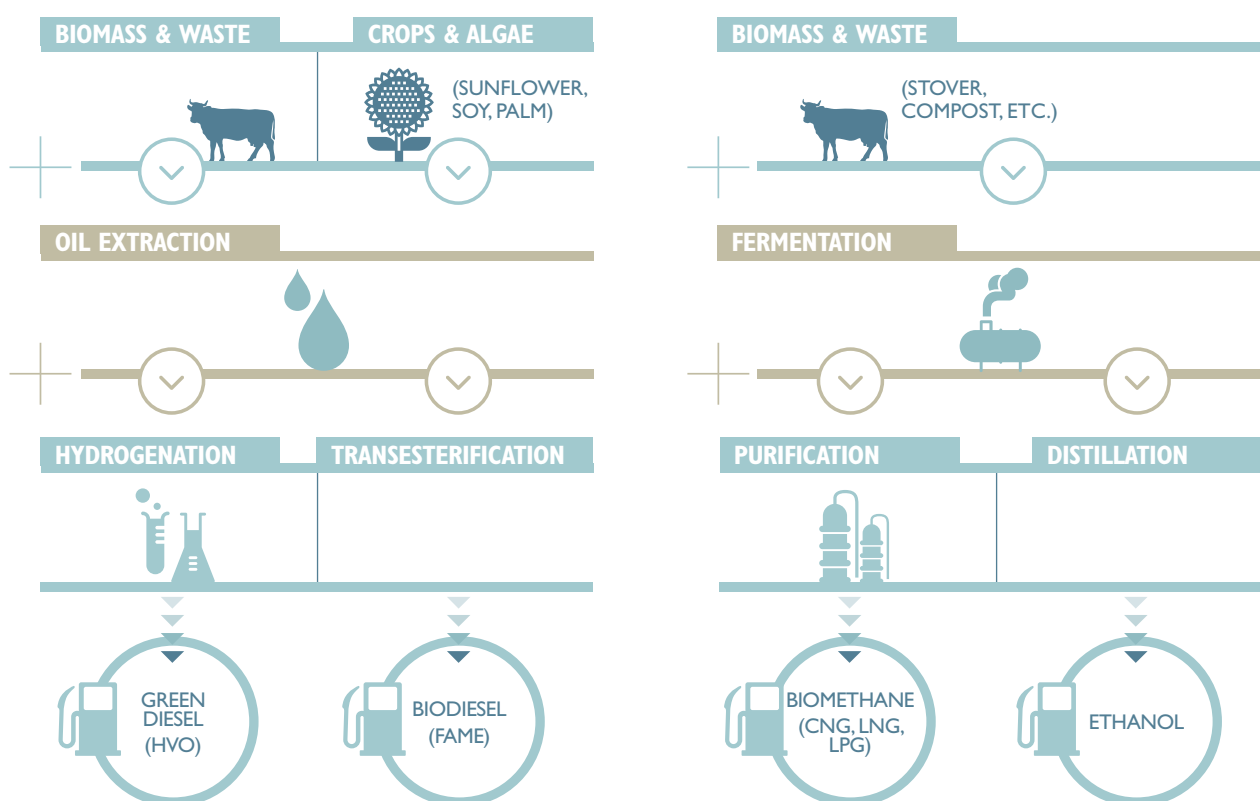 BIOMASS & WASTE
CROPS & ALGAE
(SUNFLOWER,
SOY, PALM)
OIL EXTRACTION
HYDROGENATION
TRANSESTERIFICATION
GREEN
DIESEL
(HVO)
BIODIESEL
(FAME)
BIOMASS & WASTE
(STOVER,
COMPOST, ETC.)
FERMENTATION
PURIFICATION
DISTILLATION
BIOMETHANE
(CNG, LNG,
LPG)
ETHANOL